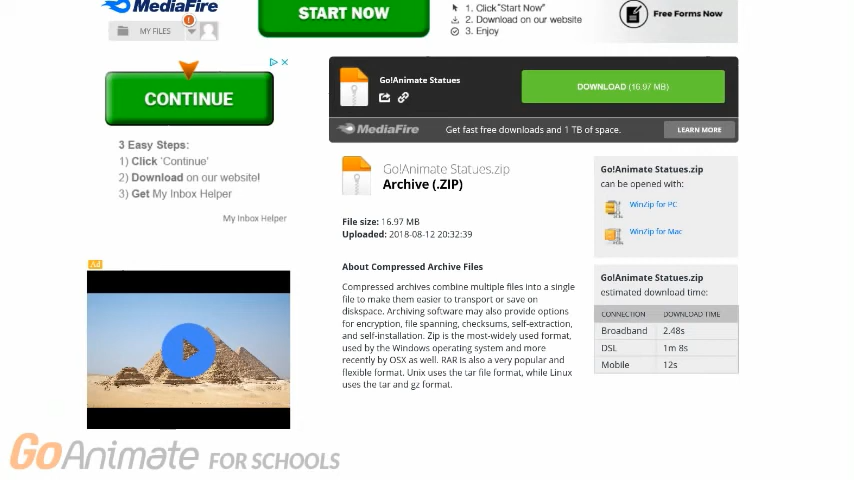 MediaFire
MY FILES
!
START NOW
1. Click"Start Now"
2. Download on our website
3. Enjoy
Free Forms Now
CONTINUE
3 Easy Steps:
1) Click 'Continue'
2) Download on our website!
3) Get My Inbox Helper
My Inbox Helper
Ad
Go!Animate Statues
DOWNLOAD (16.97 MB)
MediaFire
Get fast free downloads and 1 TB of space.
LEARN MORE
Go!Animate Statues.zip
Archive (.ZIP)
File size: 16.97 MB
Uploaded: 2018-08-12 20:32:39
About Compressed Archive Files
Compressed archives combine multiple files into a single
file to make them easier to transport or save on
diskspace. Archiving software may also provide options
for encryption, file spanning, checksums, self-extraction,
and self-installation. Zip is the most-widely used format,
used by the Windows operating system and more
recently by OSX as well. RAR is also a very popular and
flexible format. Unix uses the tar file format, while Linux
uses the tar and gz format.
Go!Animate Statues.zip
can be opened with:
WinZip for PC
WinZip for Mac
Go!Animate Statues.zip
estimated download time:
CONNECTION DOWNLOAD TIME
Broadband 2.48s
DSL 1m 8s
Mobile 12s
GoAnimate FOR SCHOOLS